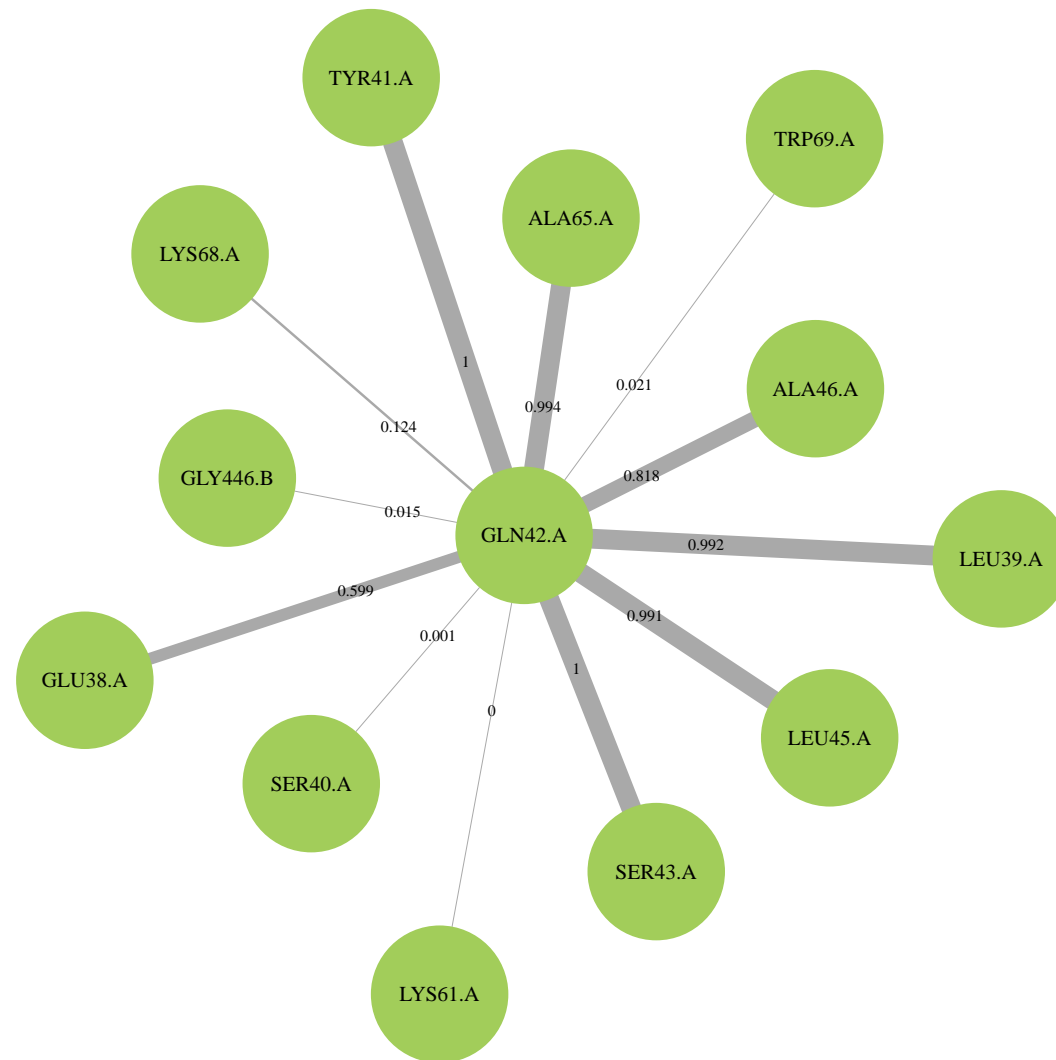 TYR41.A
TRP69.A
ALA65.A
LYS68.A
1
0.021
ALA46.A
0.994
0.124
GLY446.B
0.818
0.015
GLN42.A
0.992
LEU39.A
0.599
0.991
0.001
GLU38.A
1
0
LEU45.A
SER40.A
SER43.A
LYS61.A